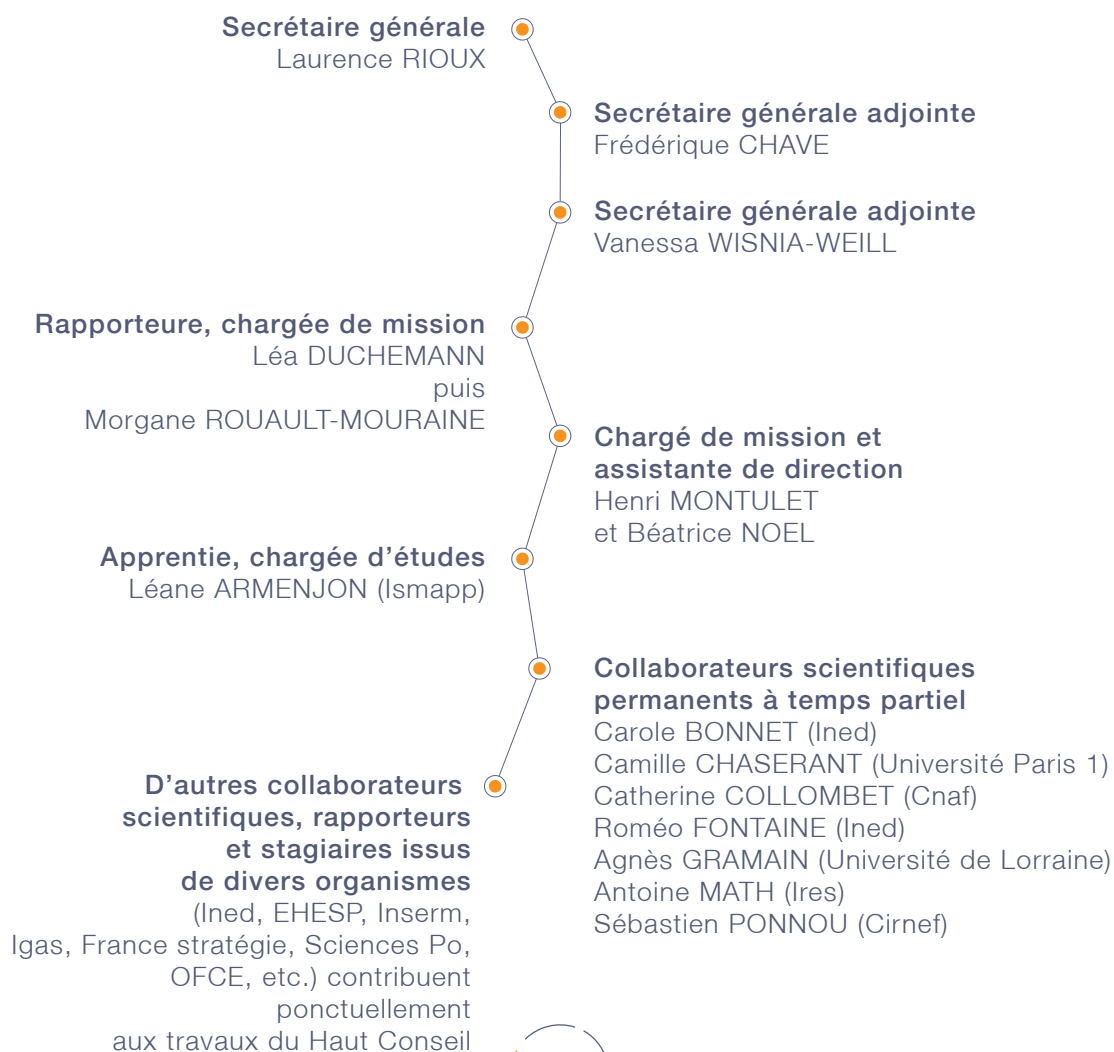 Secrétaire générale
Laurence RIOUX
Secrétaire générale adjointe
Frédérique CHAVE
Secrétaire générale adjointe
Vanessa WISNIA-WEILL
Rapporteure, chargée de mission
Léa DUCHEMANN
puis
Morgane ROUAULT-MOURAINE
Chargé de mission et
assistante de direction
Henri MONTULET
et Béatrice NOEL
Apprentie, chargée d’études
Léane ARMENJON (Ismapp)
Collaborateurs scientifiques
permanents à temps partiel
Carole BONNET (Ined)
Camille CHASERANT (Université Paris 1)
Catherine COLLOMBET (Cnaf)
Roméo FONTAINE (Ined)
Agnès GRAMAIN (Université de Lorraine)
Antoine MATH (Ires)
Sébastien PONNOU (Cirnef)
D’autres collaborateurs
scientifiques, rapporteurs
et stagiaires issus
de divers organismes
(Ined, EHESP, Inserm,
Igas, France stratégie, Sciences Po,
OFCE, etc.) contribuent
ponctuellement
aux travaux du Haut Conseil